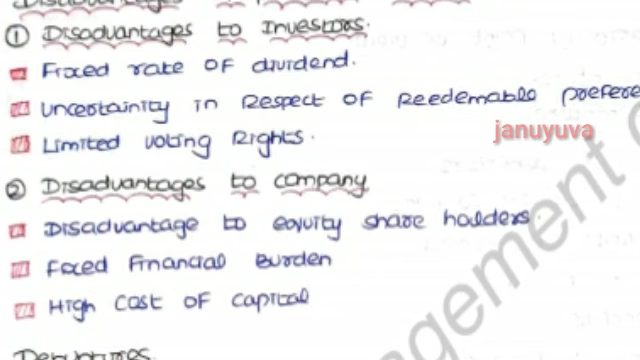 ① Disadvantages to Investors.
Fixed rate of dividend.
Uncertainity in Respect of Reedemable
januyuva
Limited voting Rights.
② Disadvantages to company
Disadvantage to equity share holders.
Fixed Financial Burden
High cost of capital